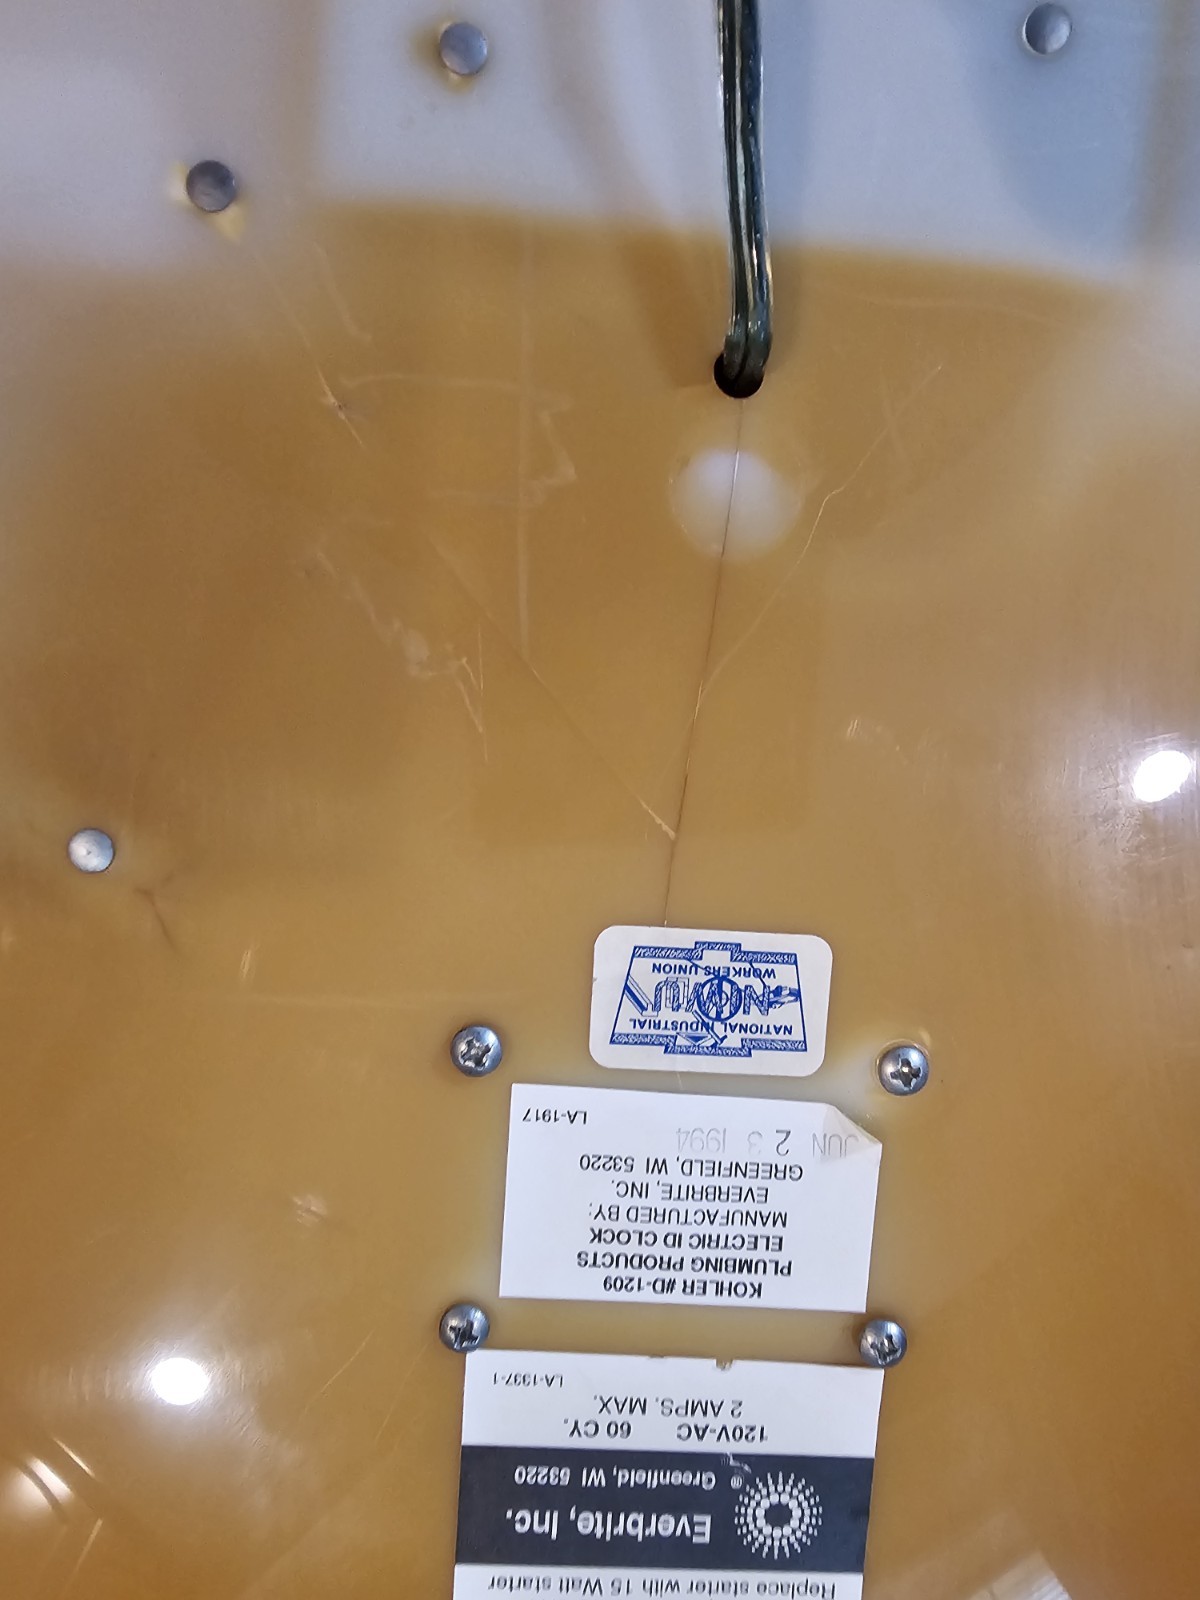 Replace starter with 15 Watt starter
Everbrite, Inc.
® Greenfield, WI 53220
120V-AC 60 CY.
2 AMPS. MAX.
LA-1337-1
KOHLER #D-1209
PLUMBING PRODUCTS
ELECTRIC ID CLOCK
MANUFACTURED BY:
EVERBRITE, INC.
GREENFIELD, WI 53220
JUN 23 1994
LA-1917
NATIONAL INDUSTRIAL
NIWU
WORKERS UNION